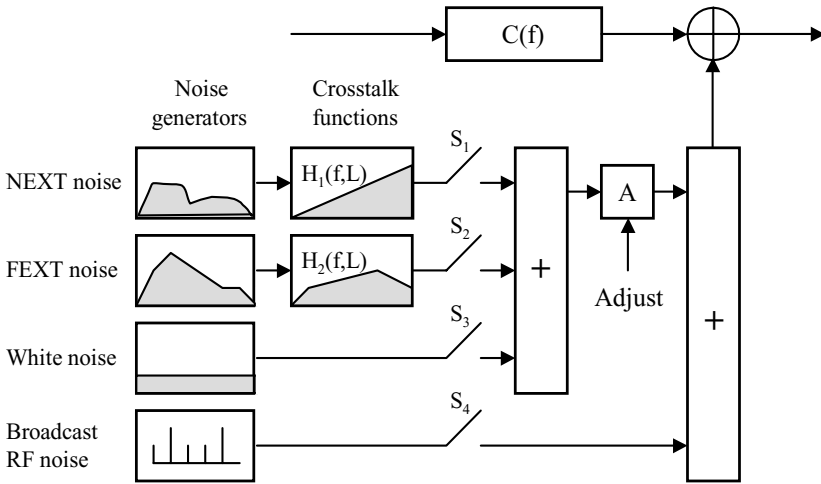 C(f)
Noise
generators
Crosstalk
functions
NEXT noise
H₁(f,L)
S₁
A
FEXT noise
H₂(f,L)
S₂
+
Adjust
White noise
S₃
+
Broadcast
RF noise
S₄